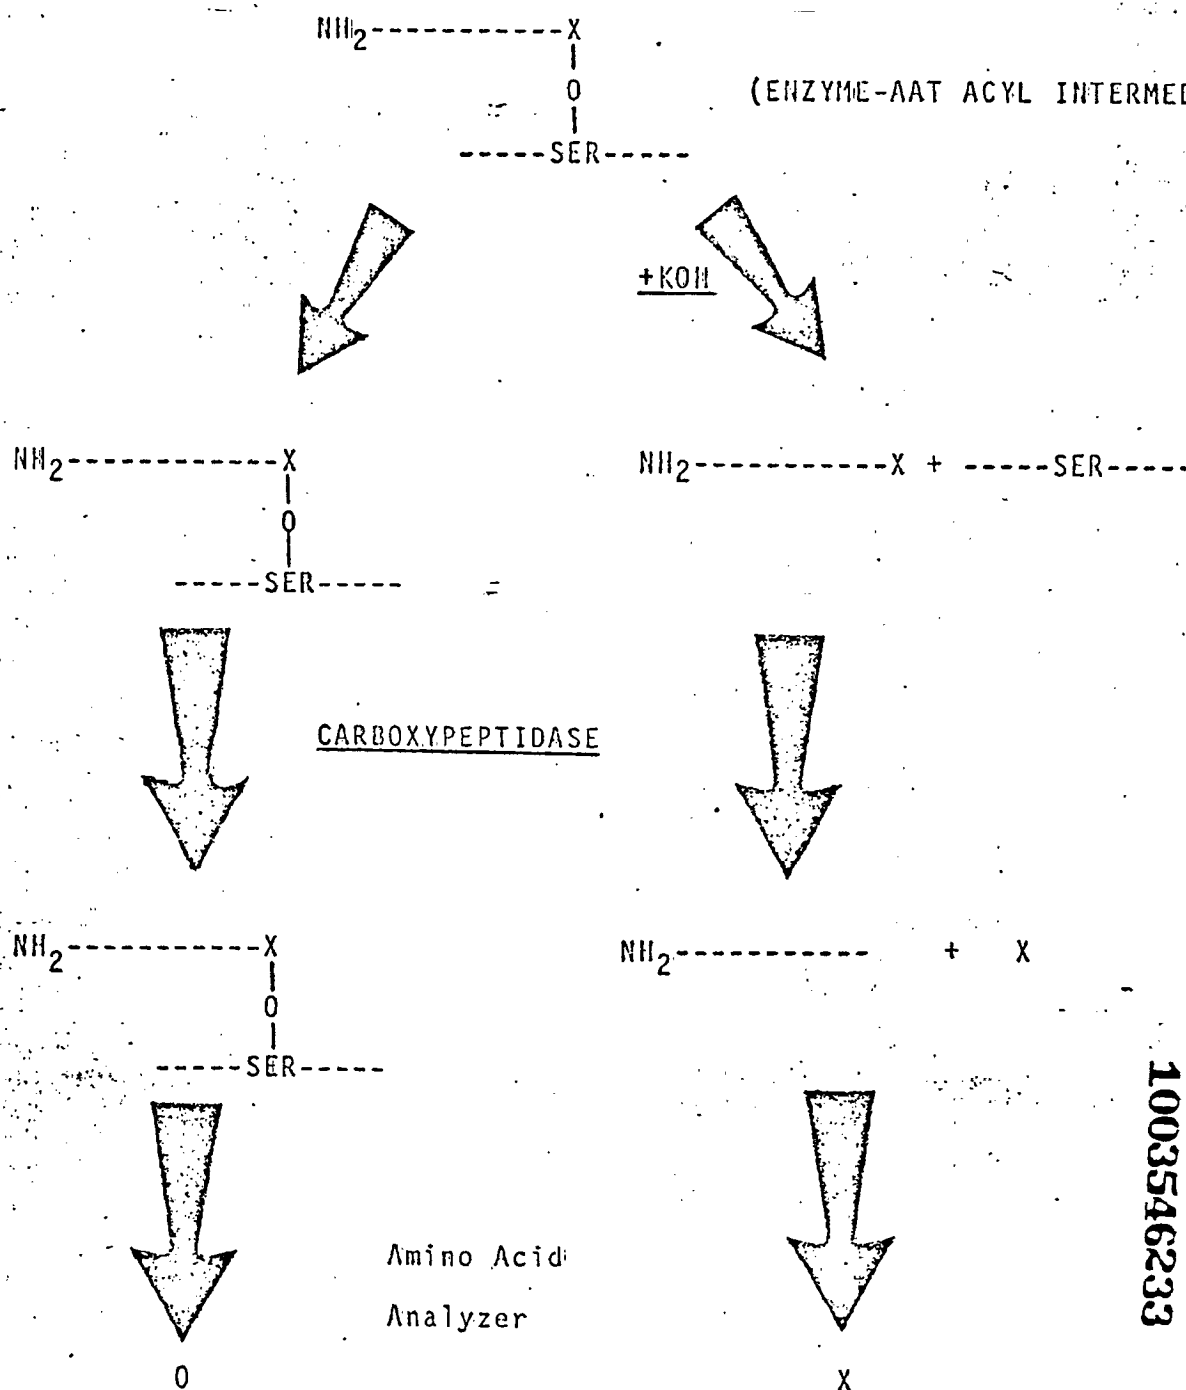 NH2-----------X
O
(ENZYME-AAT ACYL INTERMED
-----SER-----
+KOH
NH2------------X
O
-----SER-----
NH2-----------X + -----SER-----
CARBOXYPEPTIDASE
NH2-----------X
O
-----SER-----
NH2----------- + X
Amino Acid
Analyzer
O
X
1003546233